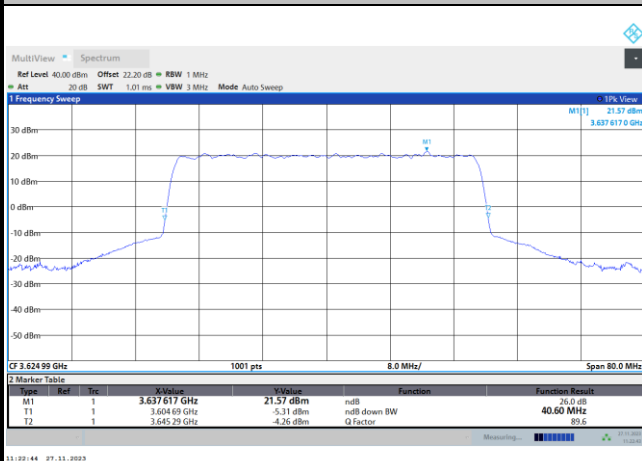 MultiView Spectrum
Ref Level 40.00 dBm Offset 22.20 dB RBW 1 MHz
Att 20 dB SWT 1.01 ms VBW 3 MHz Mode Auto Sweep
1 Frequency Sweep 1Pk View
M1[1] 21.57 dBm
3.637 617 0 GHz
M1
30 dBm
20 dBm
10 dBm
0 dBm
T1 T2
-10 dBm
-20 dBm
-30 dBm
-40 dBm
-50 dBm
CF 3.624 99 GHz 1001 pts 8.0 MHz/ Span 80.0 MHz
2 Marker Table
Type Ref Trc X-Value Y-Value Function Function Result
M1 1 3.637 617 GHz 21.57 dBm ndB 26.0 dB
T1 1 3.604 69 GHz -5.31 dBm ndB down BW 40.60 MHz
T2 1 3.645 29 GHz -4.26 dBm Q Factor 89.6
Measuring... 27.11.2023
11:22:43
11:22:44 27.11.2023